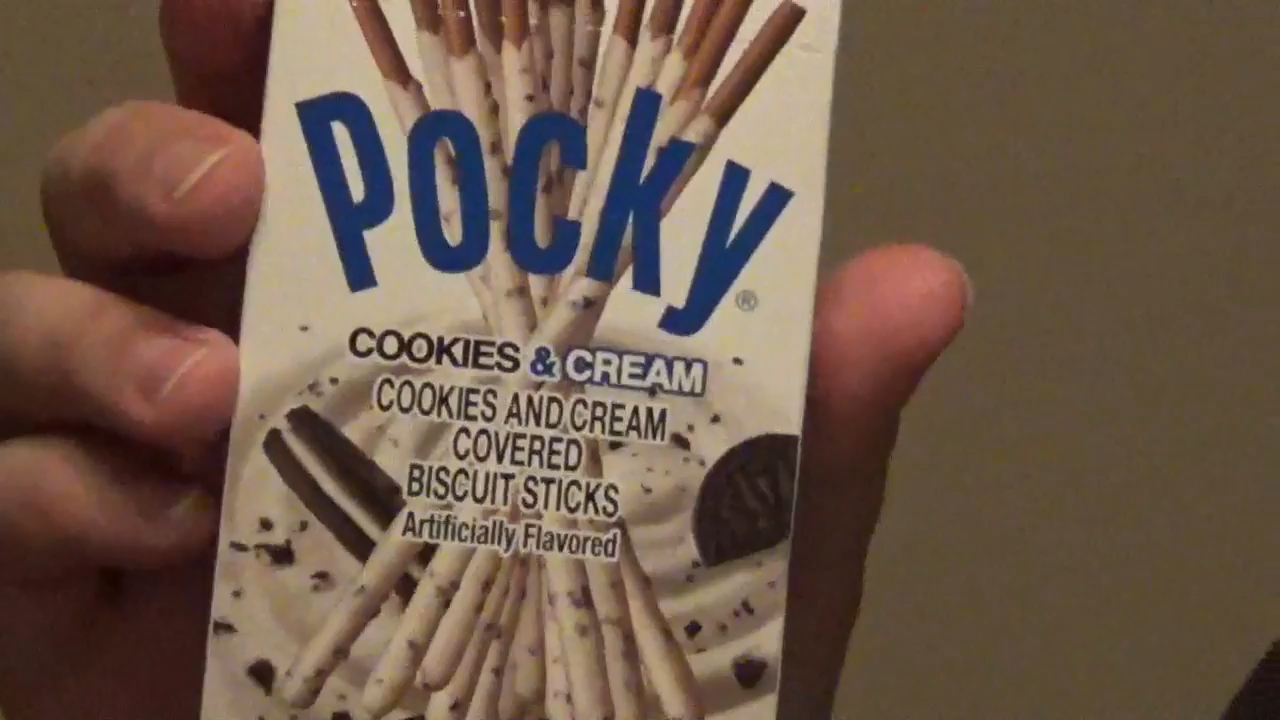 Pocky®
COOKIES & CREAM
COOKIES AND CREAM
COVERED
BISCUIT STICKS
Artificially Flavored